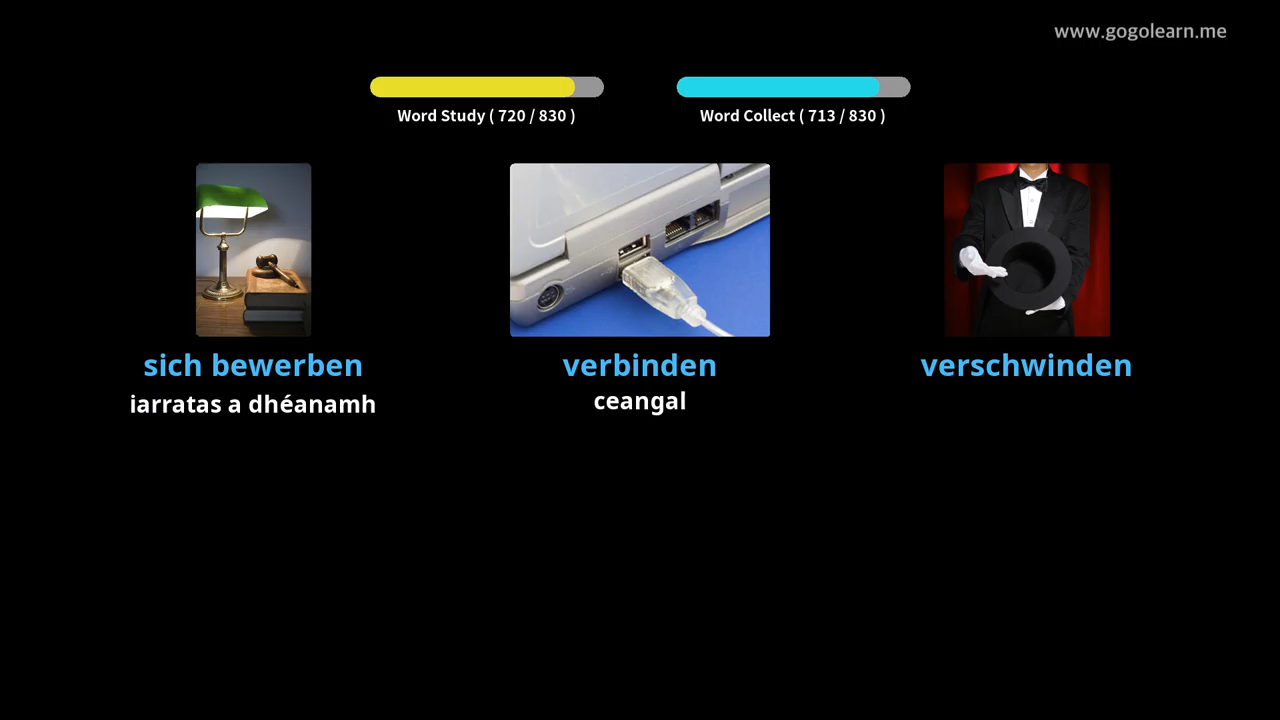 www.gogolearn.me
Word Study ( 720 / 830 )
Word Collect ( 713 / 830 )
sich bewerben
iarratas a dhéanamh
verbinden
ceangal
verschwinden